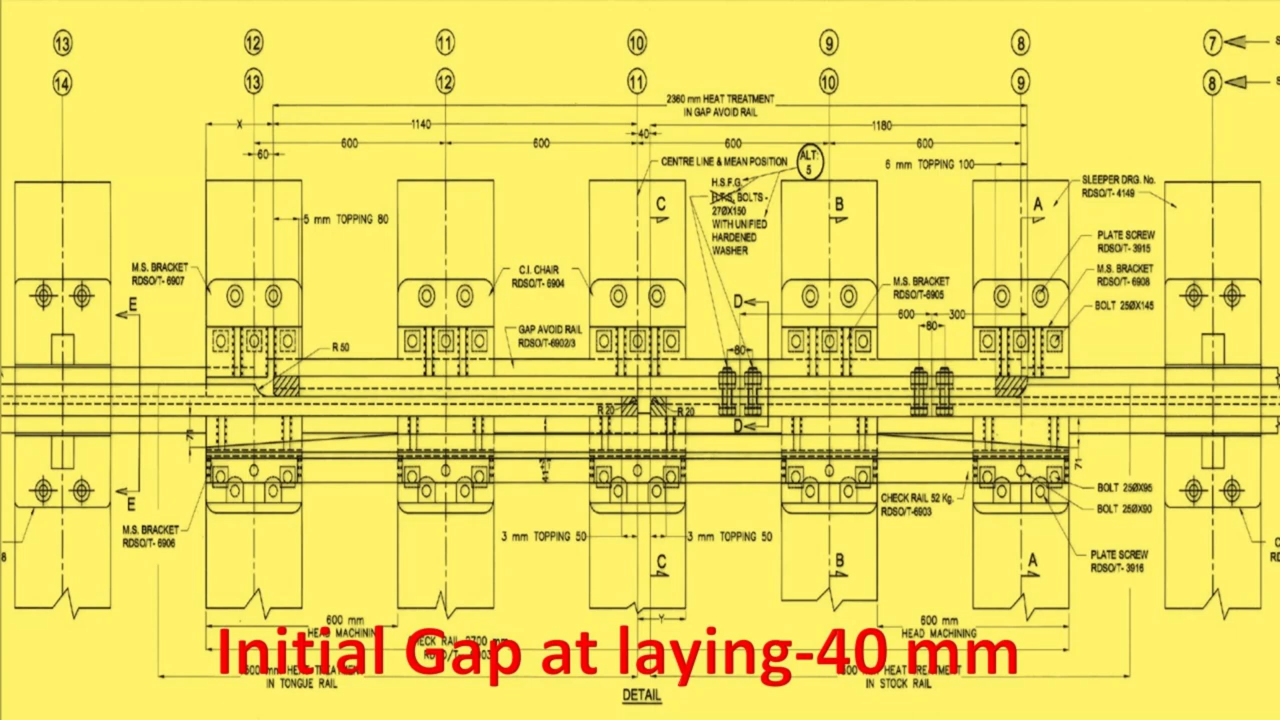 13 12 11 10 9 8 7
14 13 12 11 10 9 8
2360 mm HEAT TREATMENT
IN GAP AVOID RAIL
X 1140 40 1180
600 600 600 600
60
CENTRE LINE & MEAN POSITION
ALT:
5
6 mm TOPPING 100
H.S.F.G.
H.T.S. BOLTS -
27ØX150
WITH UNIFIED
HARDENED
WASHER
SLEEPER DRG. No.
RDSO/T- 4149
C B A
5 mm TOPPING 80
PLATE SCREW
RDSO/T- 3915
M.S. BRACKET
RDSO/T- 6907
C.I. CHAIR
RDSO/T- 6904
M.S. BRACKET
RDSO/T-6905
M.S. BRACKET
RDSO/T- 6908
BOLT 25ØX145
E
D
600 300
80
GAP AVOID RAIL
RDSO/T-6902/3
R 50
80
R 20 R 20
D
71
E
CHECK RAIL 52 Kg.
RDSO/T-6903
BOLT 25ØX95
BOLT 25ØX90
M.S. BRACKET
RDSO/T- 6906
3 mm TOPPING 50 3 mm TOPPING 50
PLATE SCREW
RDSO/T- 3916
C B A
Y
600 mm
HEAD MACHINING
600 mm
HEAD MACHINING
Initial Gap at laying-40 mm
IN TONGUE RAIL
IN STOCK RAIL
DETAIL